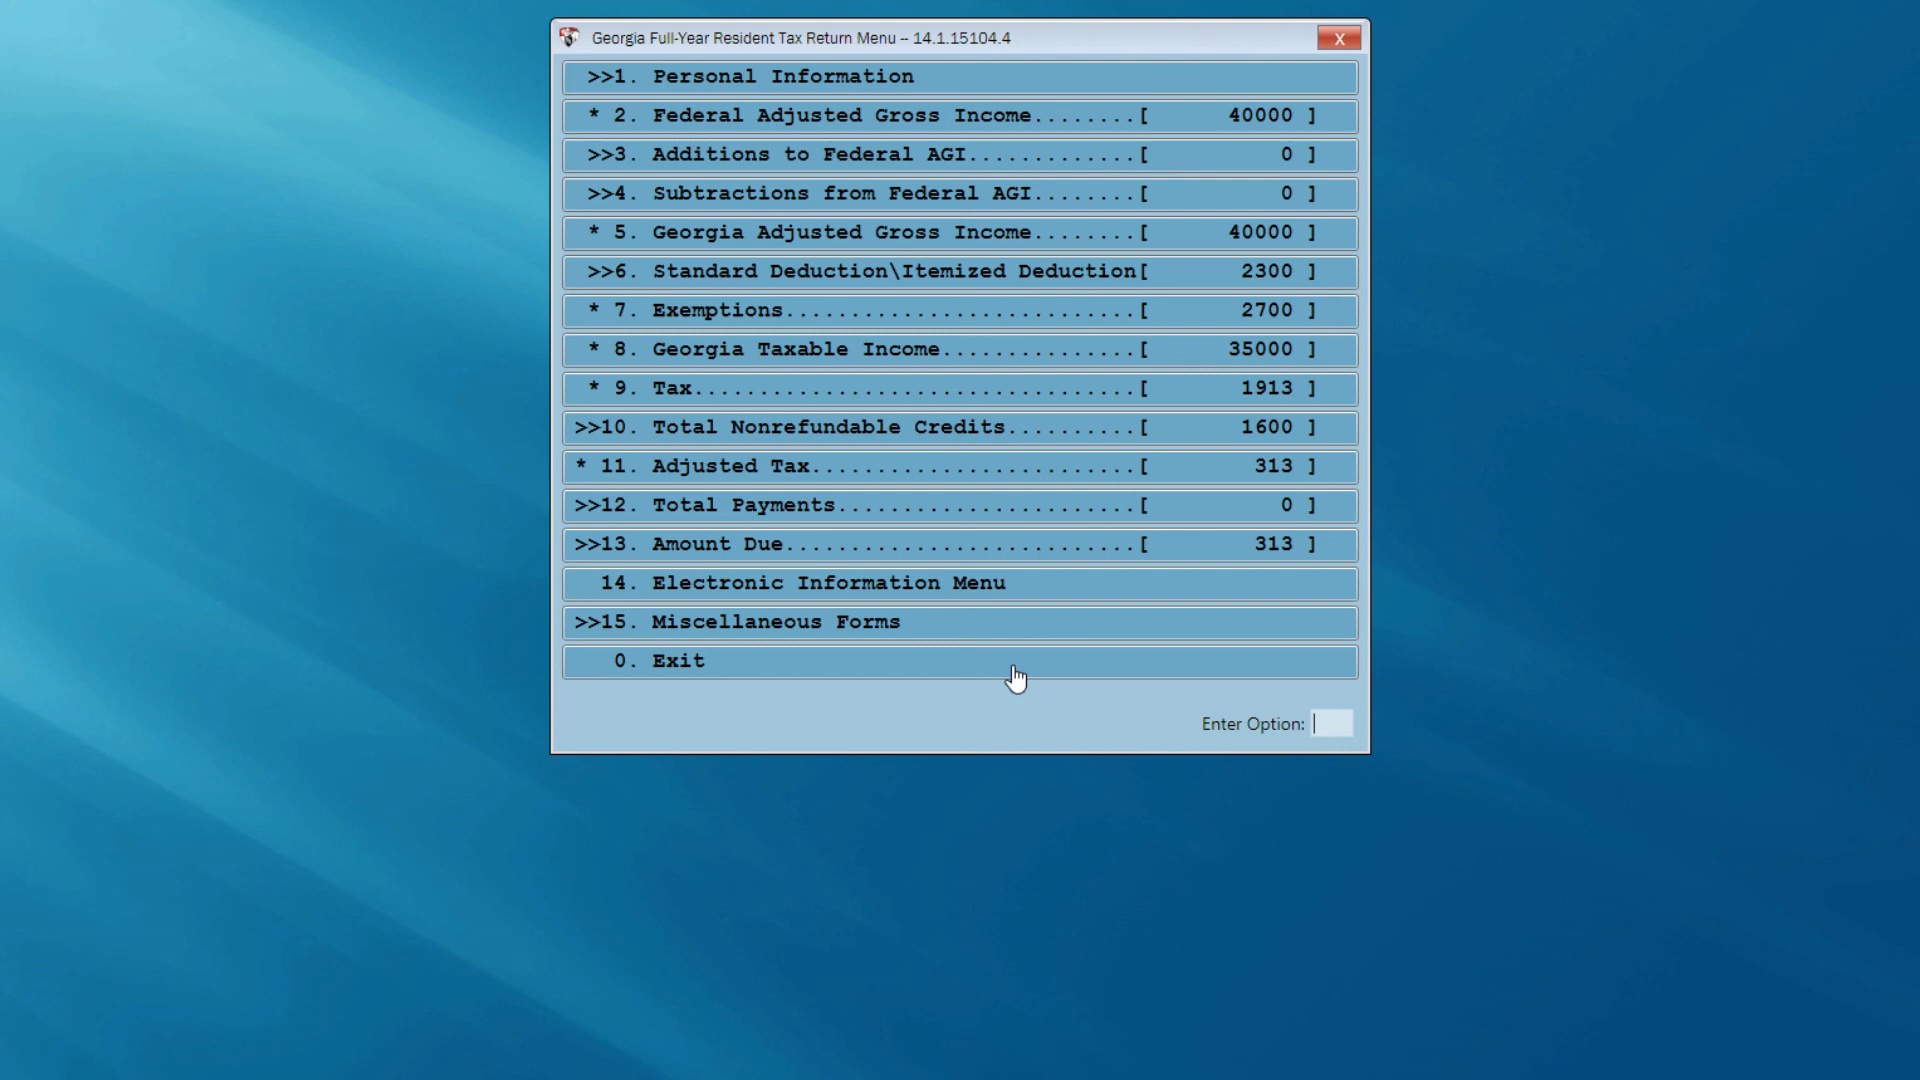 Georgia Full-Year Resident Tax Return Menu -- 14.1.15104.4
X
>>1. Personal Information
* 2. Federal Adjusted Gross Income........[ 40000 ]
>>3. Additions to Federal AGI.............[ 0 ]
>>4. Subtractions from Federal AGI........[ 0 ]
* 5. Georgia Adjusted Gross Income........[ 40000 ]
>>6. Standard Deduction\Itemized Deduction[ 2300 ]
* 7. Exemptions...........................[ 2700 ]
* 8. Georgia Taxable Income...............[ 35000 ]
* 9. Tax..................................[ 1913 ]
>>10. Total Nonrefundable Credits..........[ 1600 ]
* 11. Adjusted Tax.........................[ 313 ]
>>12. Total Payments.......................[ 0 ]
>>13. Amount Due...........................[ 313 ]
14. Electronic Information Menu
>>15. Miscellaneous Forms
0. Exit
Enter Option: